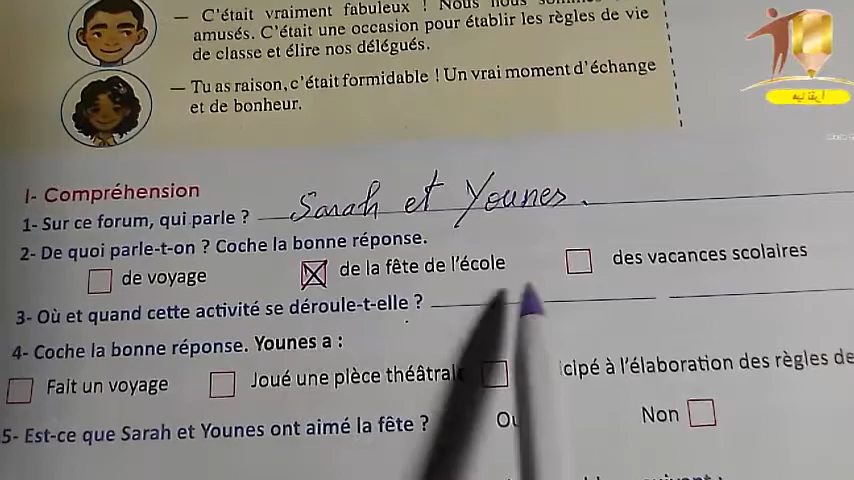 — C'était vraiment fabuleux ! Nous nous
amusés. C'était une occasion pour établir les règles de vie
de classe et élire nos délégués.
— Tu as raison, c'était formidable ! Un vrai moment d'échange
et de bonheur.
I- Compréhension
1- Sur ce forum, qui parle ? Sarah et Younes.
2- De quoi parle-t-on ? Coche la bonne réponse.
de voyage de la fête de l'école des vacances scolaires
3- Où et quand cette activité se déroule-t-elle ?
4- Coche la bonne réponse. Younes a :
Fait un voyage Joué une pièce théâtrale icipé à l'élaboration des règles de
5- Est-ce que Sarah et Younes ont aimé la fête ? Ou Non